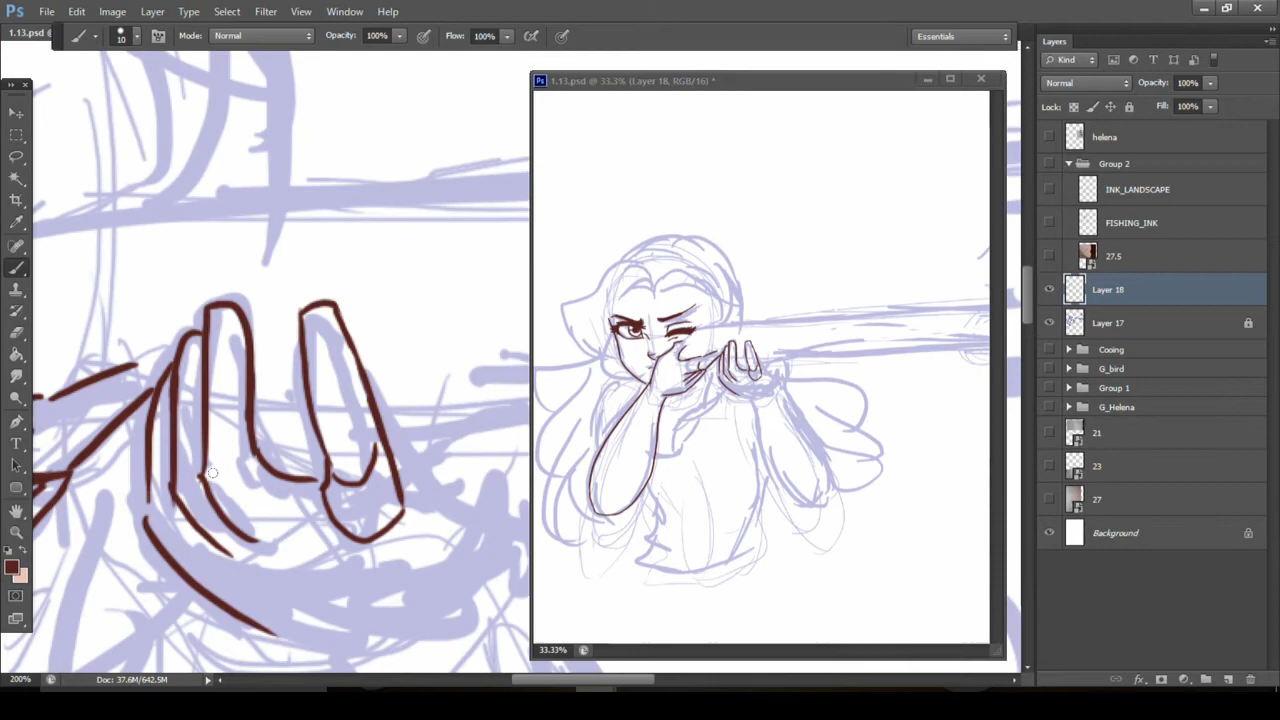 Ps File Edit Image Layer Type Select Filter View Window Help
1.13.psd @
10 Mode: Normal Opacity: 100% Flow: 100% Essentials
Ps 1.13.psd @ 33.3% (Layer 18, RGB/16) *
33.33%
200% Doc: 37.6M/642.5M
Layers
Kind
Normal Opacity: 100%
Lock: Fill: 100%
helena
Group 2
INK_LANDSCAPE
FISHING_INK
27.5
Layer 18
Layer 17
Cooing
G_bird
Group 1
G_Helena
21
23
27
Background